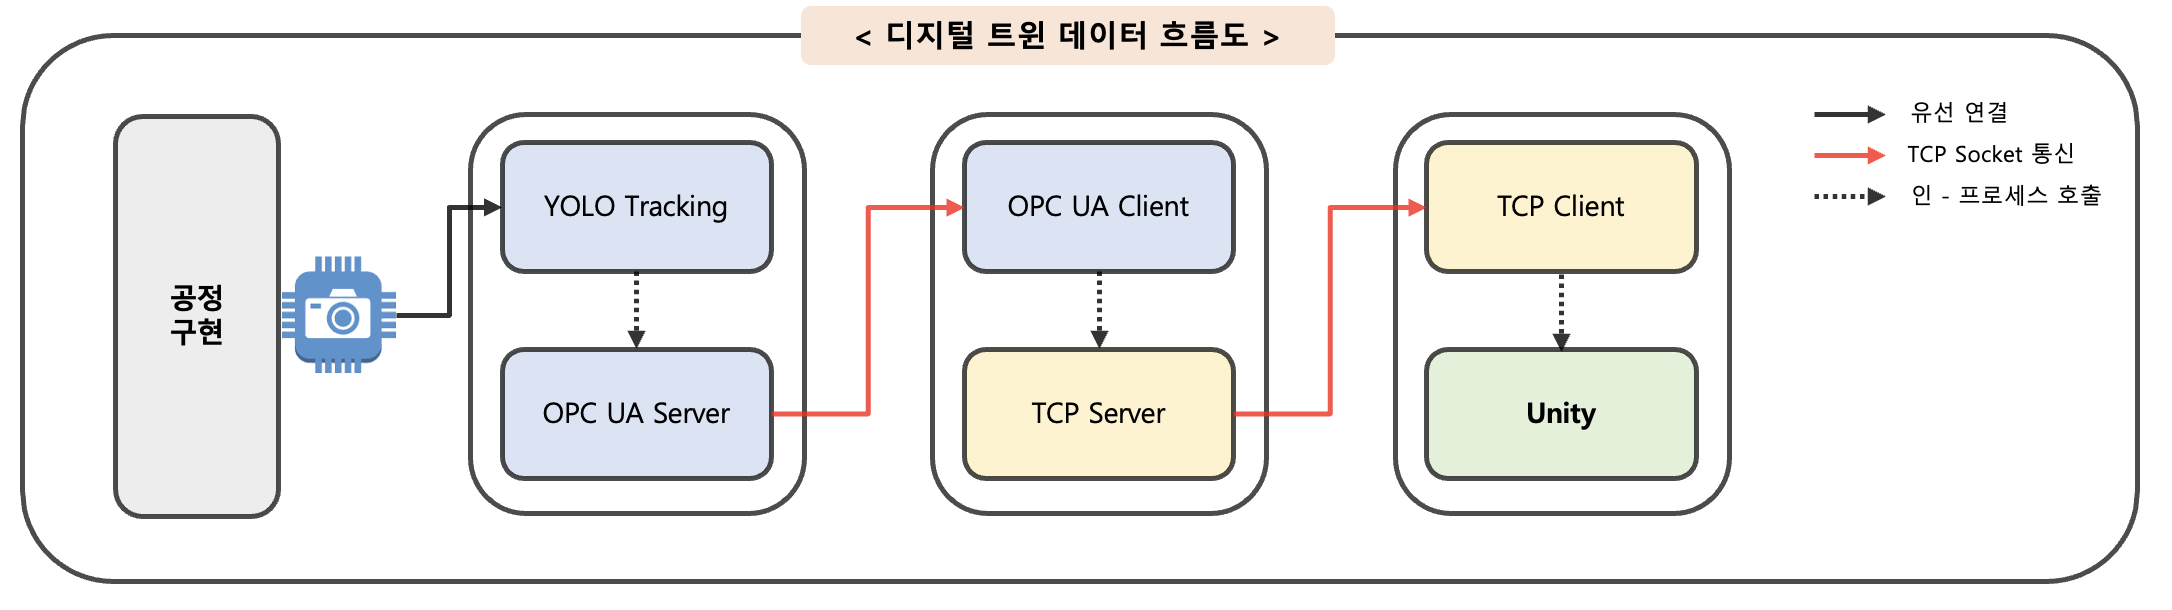 < 디지털 트윈 데이터 흐름도 >
유선 연결
TCP Socket 통신
인 - 프로세스 호출
공정
구현
YOLO Tracking
OPC UA Server
OPC UA Client
TCP Server
TCP Client
Unity